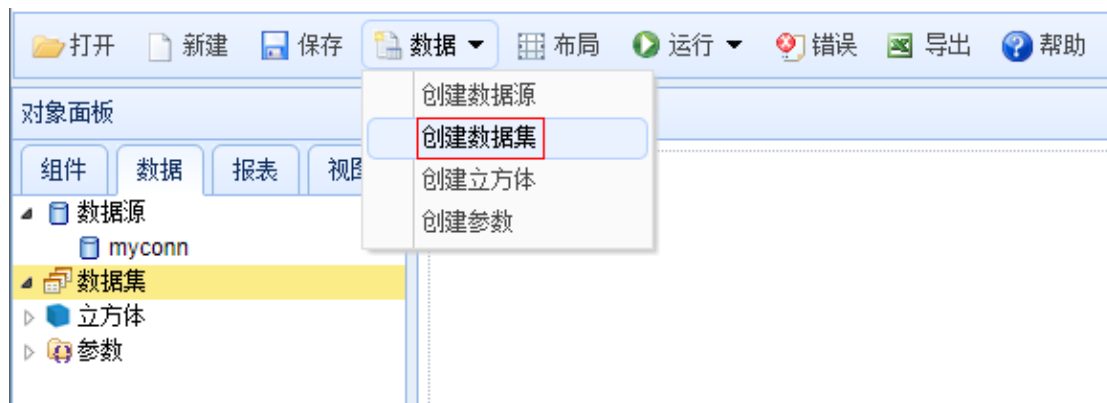 打开 新建 保存 数据 布局 运行 错误 导出 帮助
创建数据源
创建数据集
创建立方体
创建参数
对象面板
组件 数据 报表 视图
数据源
myconn
数据集
立方体
参数